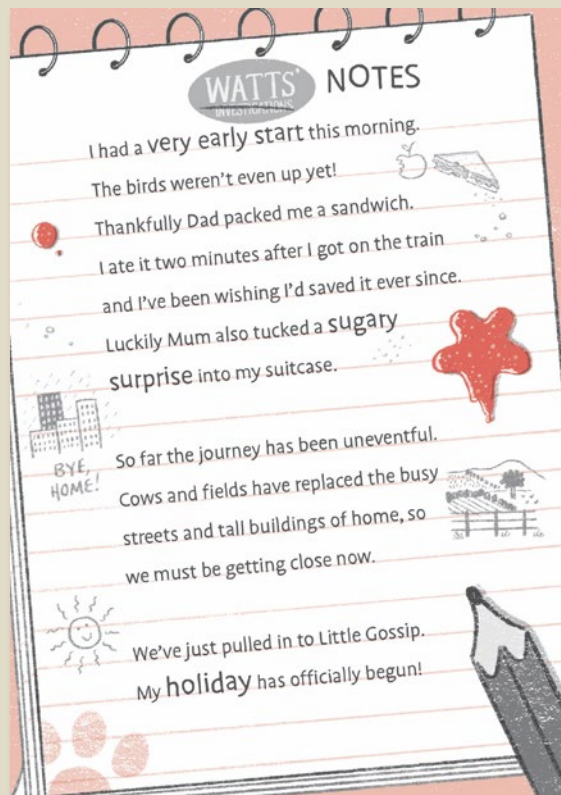 WATTS' INVESTIGATIONS NOTES
I had a very early start this morning.
The birds weren't even up yet!
Thankfully Dad packed me a sandwich.
I ate it two minutes after I got on the train
and I've been wishing I'd saved it ever since.
Luckily Mum also tucked a sugary
surprise into my suitcase.
So far the journey has been uneventful.
BYE,
HOME!
Cows and fields have replaced the busy
streets and tall buildings of home, so
we must be getting close now.
We've just pulled in to Little Gossip.
My holiday has officially begun!